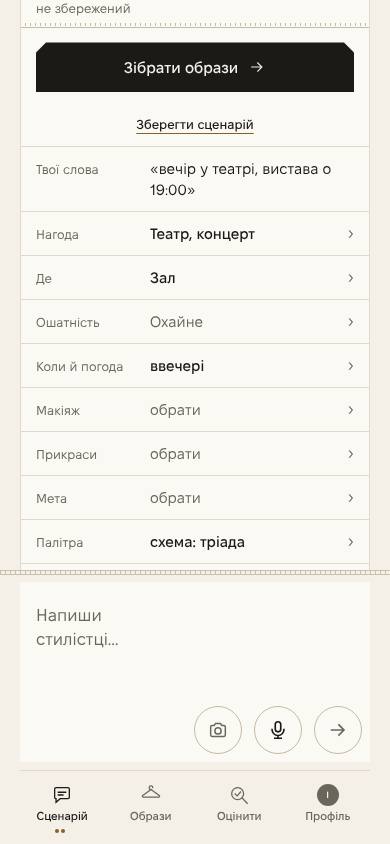 не збережений
Зібрати образи →
Зберегти сценарій
Твої слова «вечір у театрі, вистава о
19:00»
Нагода Театр, концерт
Де Зал
Ошатність Охайне
Коли й погода ввечері
Макіяж обрати
Прикраси обрати
Мета обрати
Палітра схема: тріада
Напиши
стилістці...
Сценарій Образи Оцінити Профіль